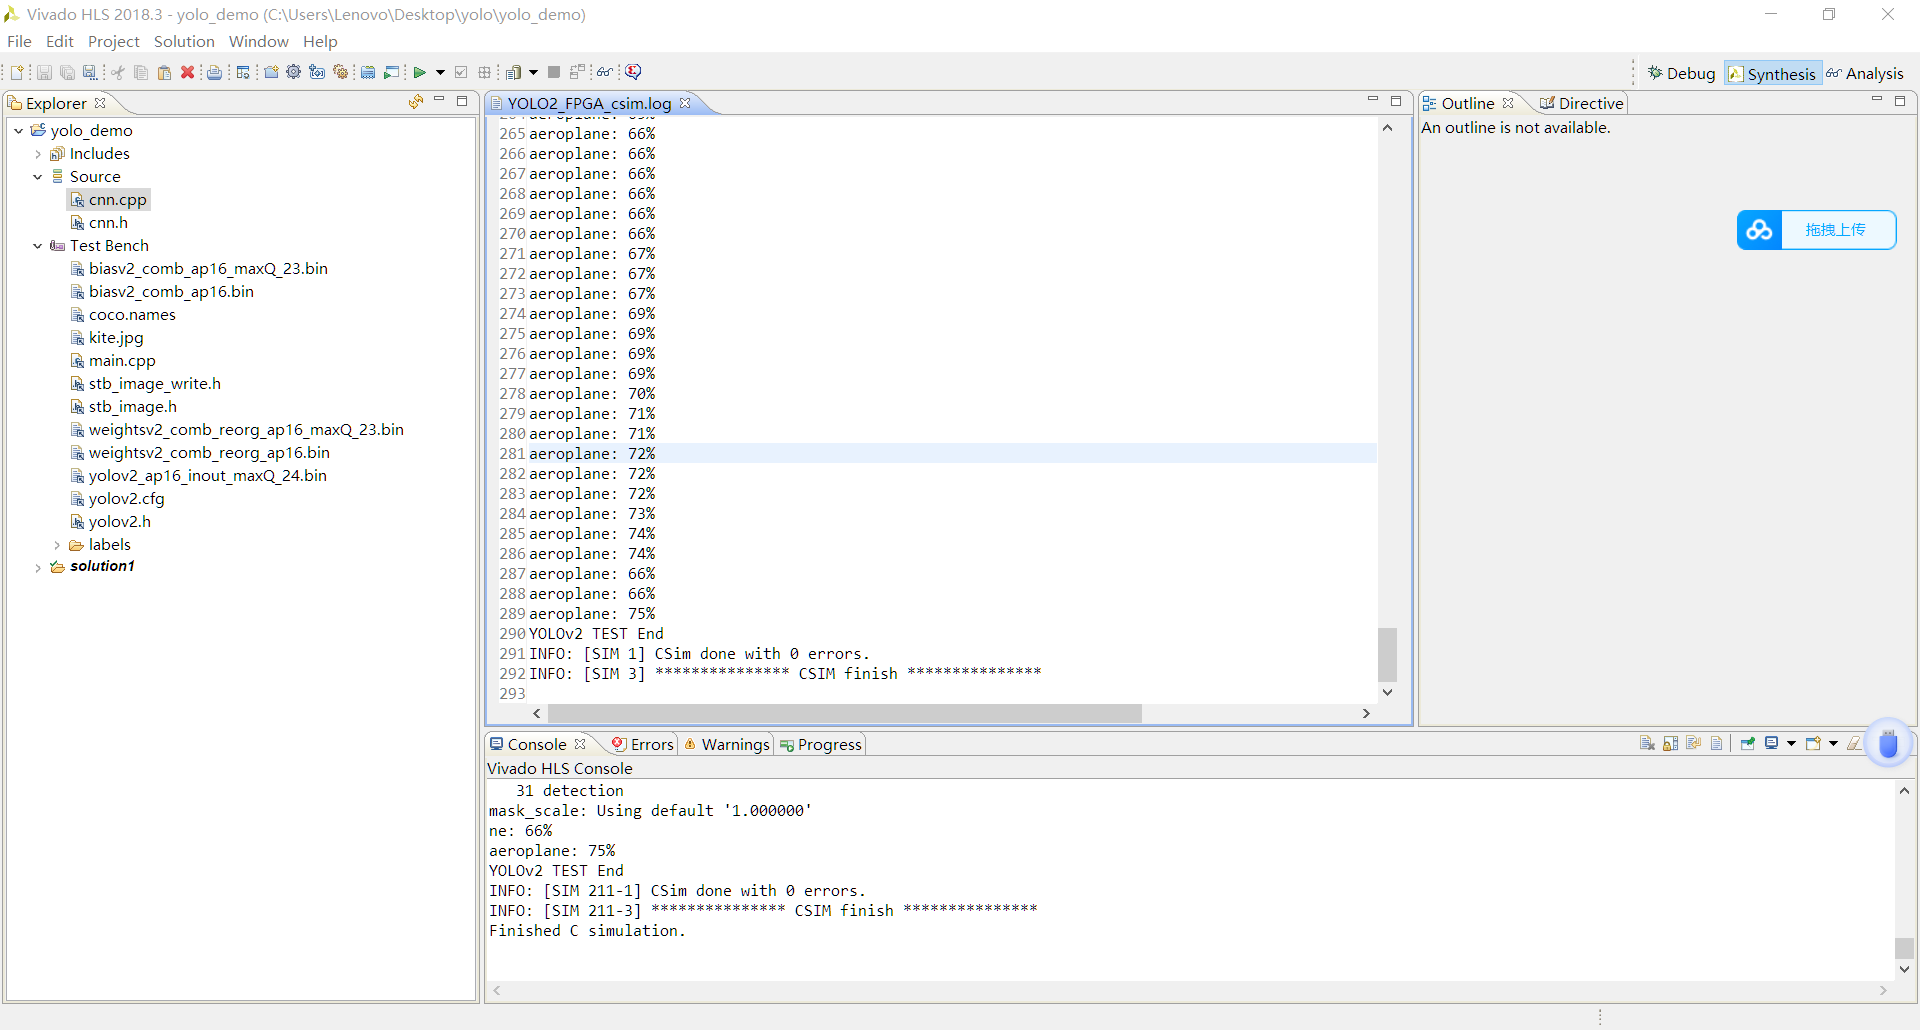 Vivado HLS 2018.3 - yolo_demo (C:\Users\Lenovo\Desktop\yolo\yolo_demo)
File Edit Project Solution Window Help
Debug Synthesis Analysis
Explorer
yolo_demo
Includes
Source
cnn.cpp
cnn.h
Test Bench
biasv2_comb_ap16_maxQ_23.bin
biasv2_comb_ap16.bin
coco.names
kite.jpg
main.cpp
stb_image_write.h
stb_image.h
weightsv2_comb_reorg_ap16_maxQ_23.bin
weightsv2_comb_reorg_ap16.bin
yolov2_ap16_inout_maxQ_24.bin
yolov2.cfg
yolov2.h
labels
solution1
YOLO2_FPGA_csim.log
265 aeroplane: 66%
266 aeroplane: 66%
267 aeroplane: 66%
268 aeroplane: 66%
269 aeroplane: 66%
270 aeroplane: 66%
271 aeroplane: 67%
272 aeroplane: 67%
273 aeroplane: 67%
274 aeroplane: 69%
275 aeroplane: 69%
276 aeroplane: 69%
277 aeroplane: 69%
278 aeroplane: 70%
279 aeroplane: 71%
280 aeroplane: 71%
281 aeroplane: 72%
282 aeroplane: 72%
283 aeroplane: 72%
284 aeroplane: 73%
285 aeroplane: 74%
286 aeroplane: 74%
287 aeroplane: 66%
288 aeroplane: 66%
289 aeroplane: 75%
290 YOLOv2 TEST End
291 INFO: [SIM 1] CSim done with 0 errors.
292 INFO: [SIM 3] *************** CSIM finish ***************
293
Outline Directive
An outline is not available.
拖拽上传
Console Errors Warnings Progress
Vivado HLS Console
31 detection
mask_scale: Using default '1.000000'
ne: 66%
aeroplane: 75%
YOLOv2 TEST End
INFO: [SIM 211-1] CSim done with 0 errors.
INFO: [SIM 211-3] *************** CSIM finish ***************
Finished C simulation.